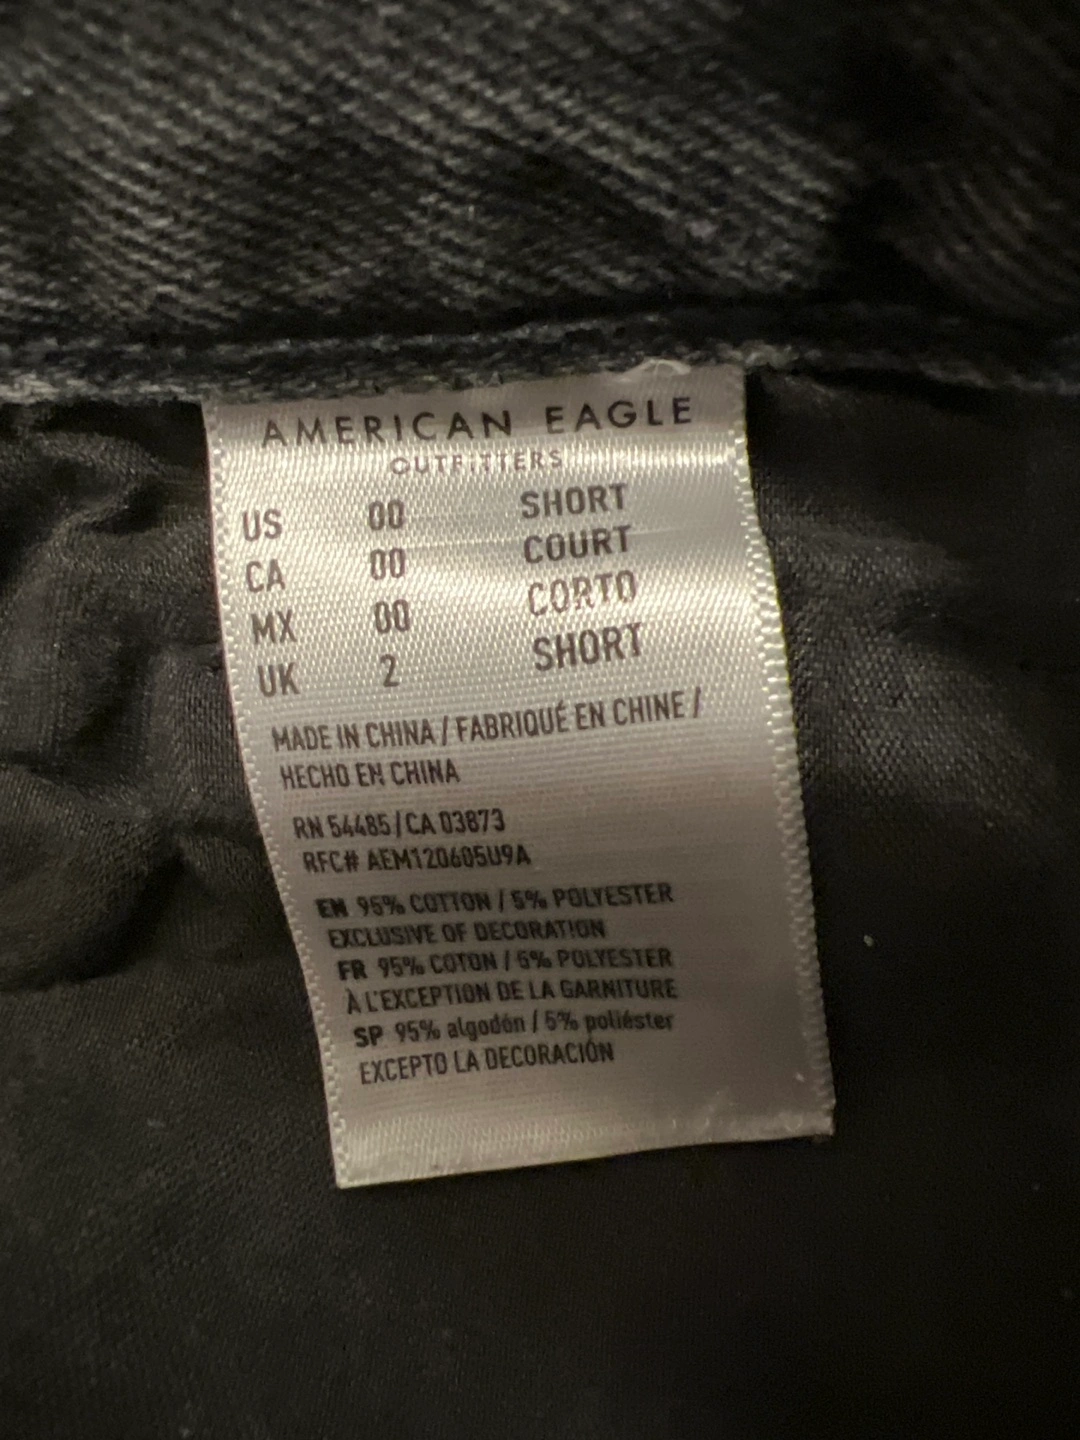 AMERICAN EAGLE
OUTFITTERS
US 00 SHORT
CA 00 COURT
MX 00 CORTO
UK 2 SHORT
MADE IN CHINA / FABRIQUÉ EN CHINE /
HECHO EN CHINA
RN 54485 / CA 03873
RFC# AEM120605U9A
EN 95% COTTON / 5% POLYESTER
EXCLUSIVE OF DECORATION
FR 95% COTON / 5% POLYESTER
À L'EXCEPTION DE LA GARNITURE
SP 95% algodón / 5% poliéster
EXCEPTO LA DECORACIÓN